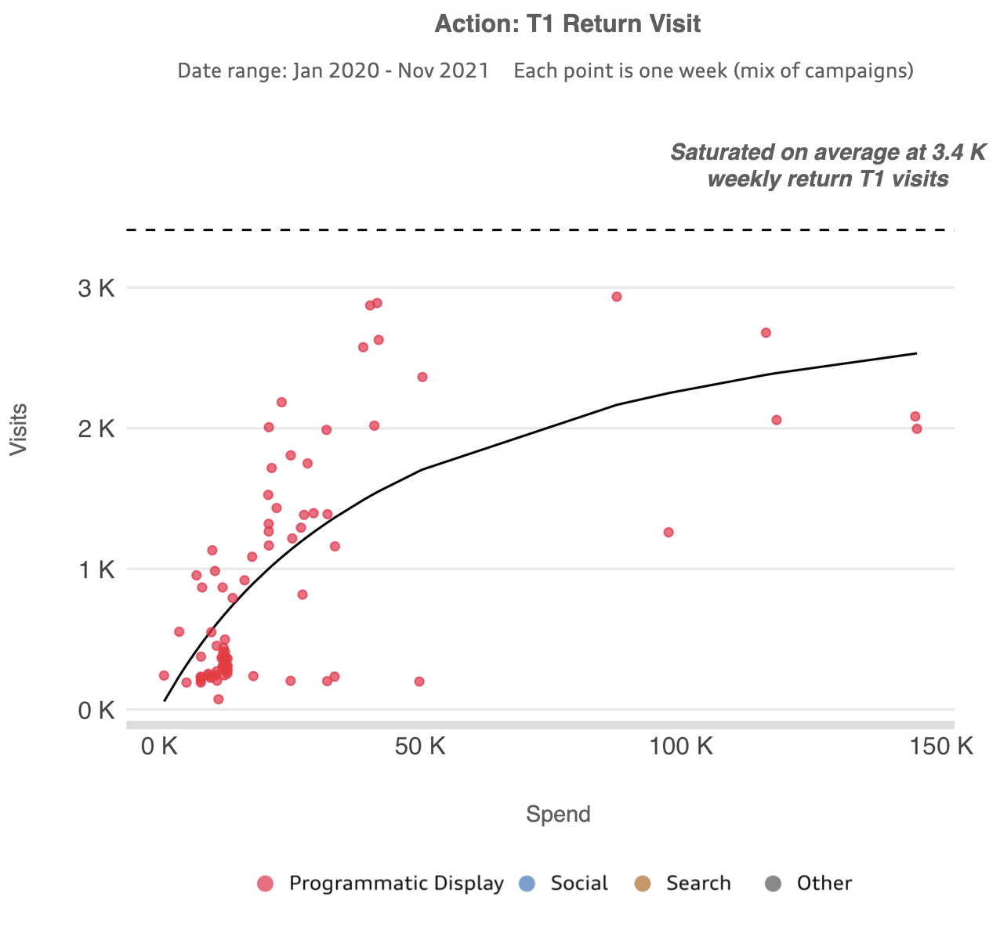 Action: T1 Return Visit
Date range: Jan 2020 - Nov 2021 Each point is one week (mix of campaigns)
Saturated on average at 3.4 K
weekly return T1 visits
3 K
2 K
1 K
0 K
Visits
0 K 50 K 100 K 150 K
Spend
Programmatic Display Social Search Other